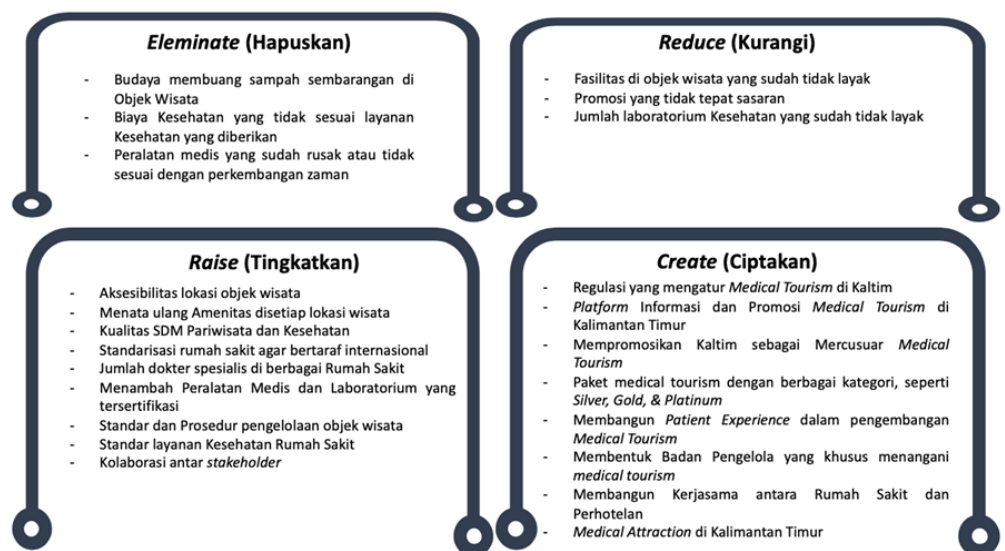 Eleminate (Hapuskan)
- Budaya membuang sampah sembarangan di
Objek Wisata
- Biaya Kesehatan yang tidak sesuai layanan
Kesehatan yang diberikan
- Peralatan medis yang sudah rusak atau tidak
sesuai dengan perkembangan zaman
Reduce (Kurangi)
- Fasilitas di objek wisata yang sudah tidak layak
- Promosi yang tidak tepat sasaran
- Jumlah laboratorium Kesehatan yang sudah tidak layak
Raise (Tingkatkan)
- Aksesibilitas lokasi objek wisata
- Menata ulang Amenitas disetiap lokasi wisata
- Kualitas SDM Pariwisata dan Kesehatan
- Standarisasi rumah sakit agar bertaraf internasional
- Jumlah dokter spesialis di berbagai Rumah Sakit
- Menambah Peralatan Medis dan Laboratorium yang
tersertifikasi
- Standar dan Prosedur pengelolaan objek wisata
- Standar layanan Kesehatan Rumah Sakit
- Kolaborasi antar stakeholder
Create (Ciptakan)
- Regulasi yang mengatur Medical Tourism di Kaltim
- Platform Informasi dan Promosi Medical Tourism di
Kalimantan Timur
- Mempromosikan Kaltim sebagai Mercusuar Medical
Tourism
- Paket medical tourism dengan berbagai kategori, seperti
Silver, Gold, & Platinum
- Membangun Patient Experience dalam pengembangan
Medical Tourism
- Membentuk Badan Pengelola yang khusus menangani
medical tourism
- Membangun Kerjasama antara Rumah Sakit dan
Perhotelan
- Medical Attraction di Kalimantan Timur